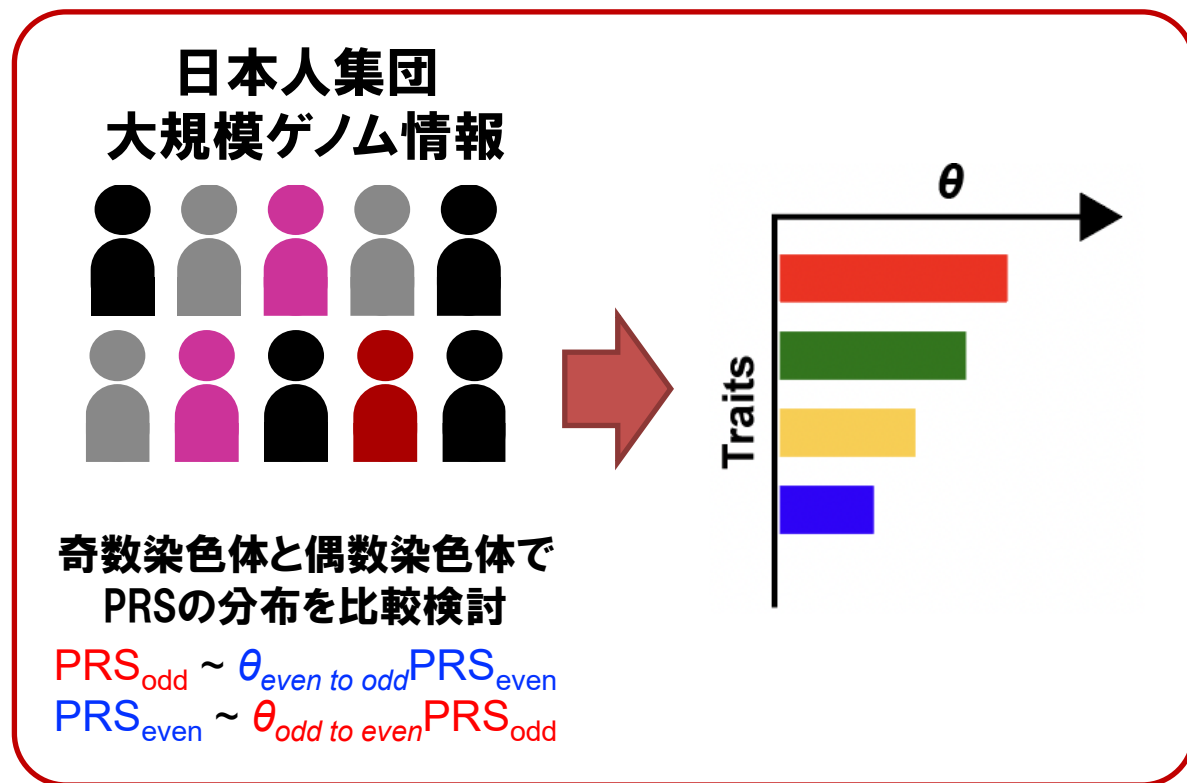 日本人集団
大規模ゲノム情報
奇数染色体と偶数染色体で
PRSの分布を比較検討
PRSodd ~ θeven to oddPRSeven
PRSeven ~ θodd to evenPRSodd
θ
Traits